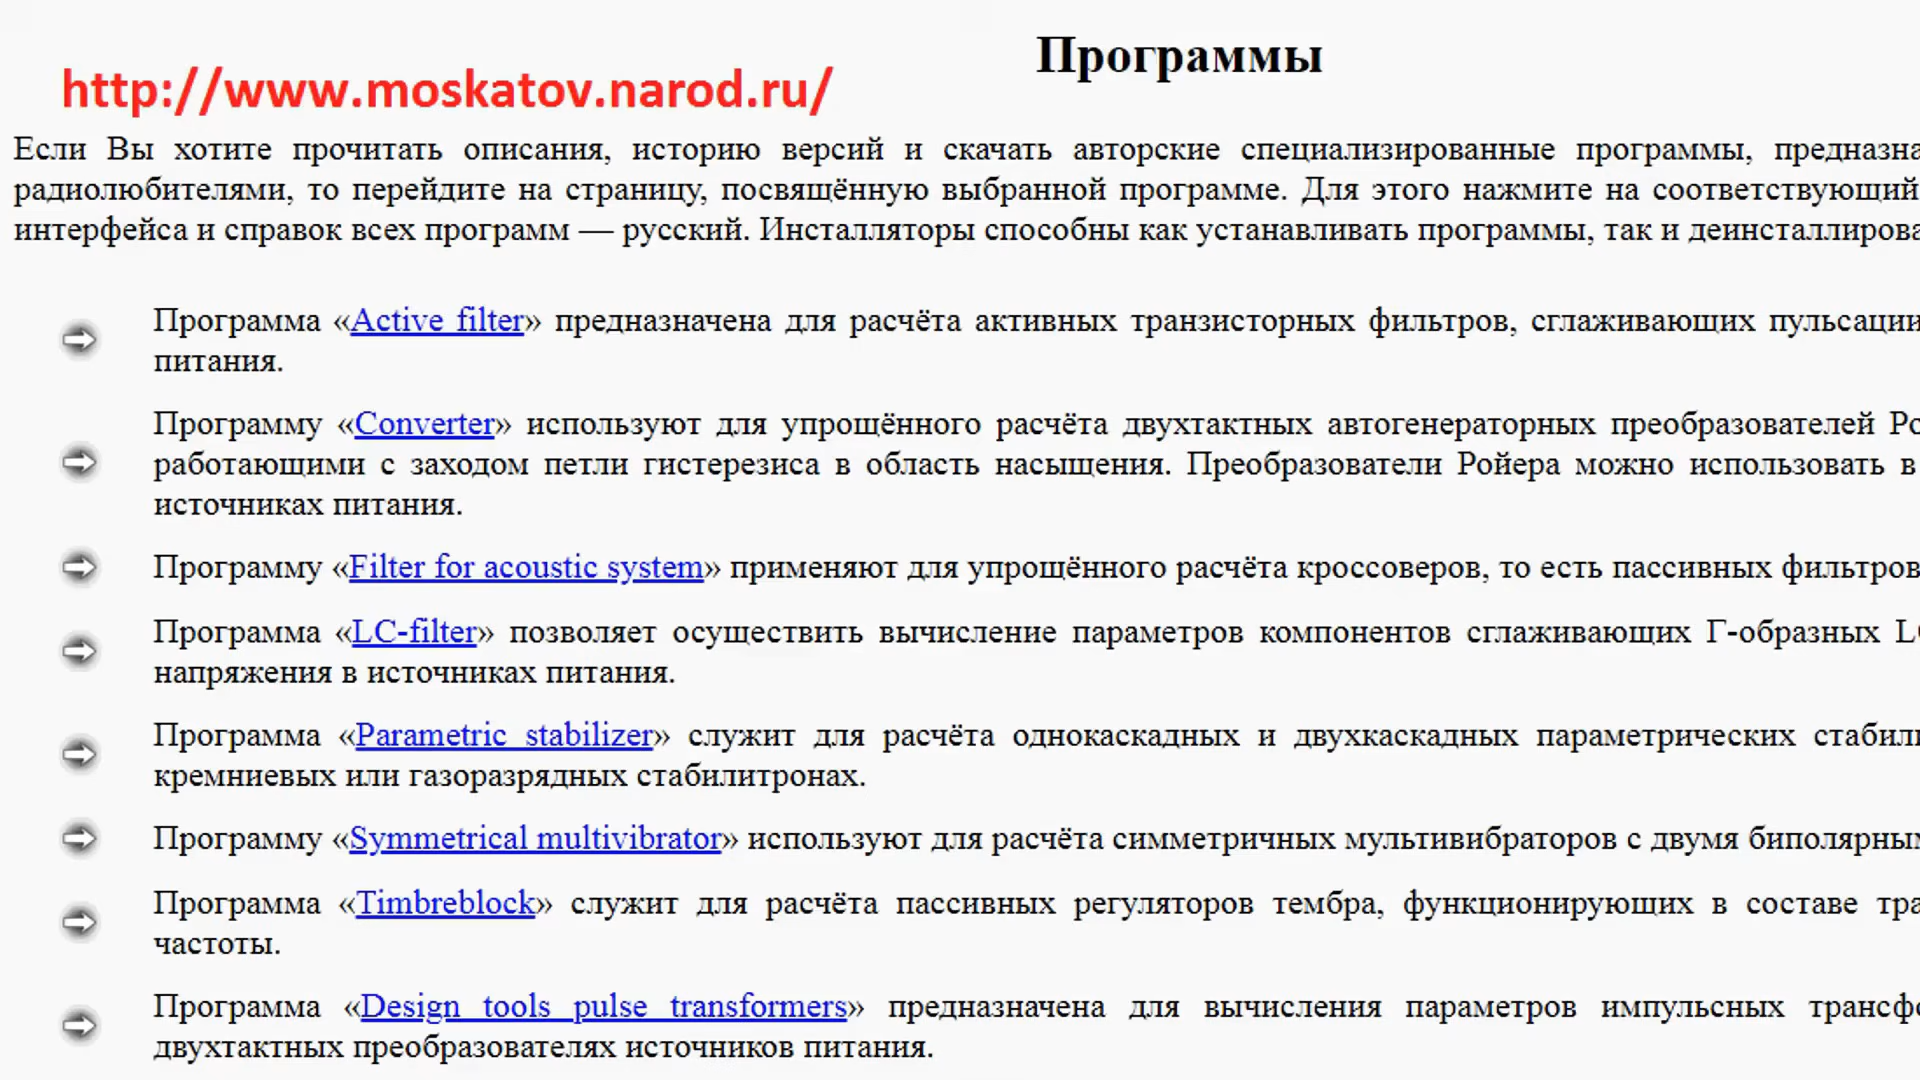 Программы
http://www.moskatov.narod.ru/
Если Вы хотите прочитать описания, историю версий и скачать авторские специализированные программы,
радиолюбителями, то перейдите на страницу, посвящённую выбранной программе. Для этого нажмите на соответствующий
интерфейса и справок всех программ — русский. Инсталляторы способны как устанавливать программы, так и
Программа «Active filter» предназначена для расчёта активных транзисторных фильтров, сглаживающих пульсации
питания.
Программу «Converter» используют для упрощённого расчёта двухтактных автогенераторных преобразователей
работающими с заходом петли гистерезиса в область насыщения. Преобразователи Ройера можно использовать в
источниках питания.
Программу «Filter for acoustic system» применяют для упрощённого расчёта кроссоверов, то есть пассивных фильтров
Программа «LC-filter» позволяет осуществить вычисление параметров компонентов сглаживающих Г-образных
напряжения в источниках питания.
Программа «Parametric stabilizer» служит для расчёта однокаскадных и двухкаскадных параметрических
кремниевых или газоразрядных стабилитронах.
Программу «Symmetrical multivibrator» используют для расчёта симметричных мультивибраторов с двумя
Программа «Timbreblock» служит для расчёта пассивных регуляторов тембра, функционирующих в составе
частоты.
Программа «Design tools pulse transformers» предназначена для вычисления параметров импульсных
двухтактных преобразователях источников питания.